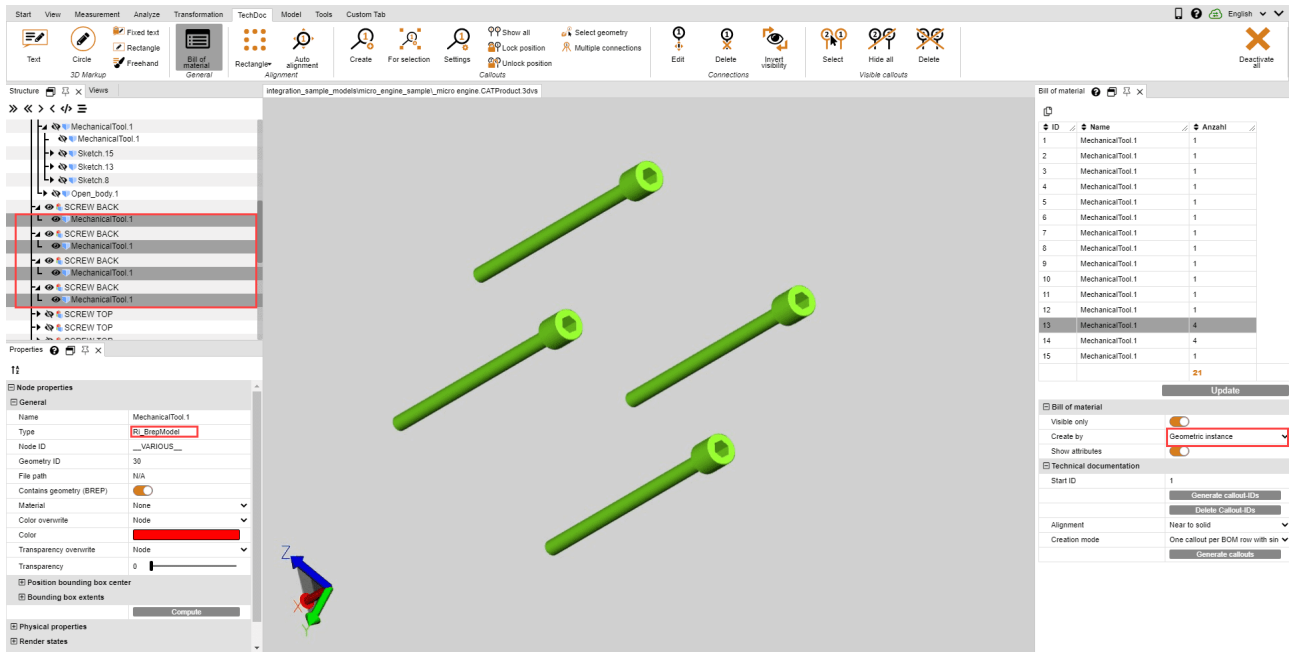 Start View Measurement Analyze Transformation TechDoc Model Tools Custom Tab English
Text
Circle
Fixed text
Rectangle
Freehand
3D Markup
Bill of material
General
Rectangle
Auto alignment
Alignment
Create
For selection
Settings
Show all
Lock position
Unlock position
Select geometry
Multiple connections
Callouts
Edit
Delete
Invert visibility
Connections
Select
Hide all
Delete
Visible callouts
Deactivate all
Structure Views
integration_sample_models\micro_engine_sample\_micro engine.CATProduct.3dvs
MechanicalTool.1
MechanicalTool.1
Sketch.15
Sketch.13
Sketch.8
Open_body.1
SCREW BACK
MechanicalTool.1
SCREW BACK
MechanicalTool.1
SCREW BACK
MechanicalTool.1
SCREW BACK
MechanicalTool.1
SCREW TOP
SCREW TOP
Properties
Node properties
General
Name MechanicalTool.1
Type Ri_BrepModel
Node ID __VARIOUS__
Geometry ID 30
File path N/A
Contains geometry (BREP)
Material None
Color overwrite Node
Color
Transparency overwrite Node
Transparency 0
Position bounding box center
Bounding box extents
Compute
Physical properties
Render states
Z
X
Y
Bill of material
ID Name Anzahl
1 MechanicalTool.1 1
2 MechanicalTool.1 1
3 MechanicalTool.1 1
4 MechanicalTool.1 1
5 MechanicalTool.1 1
6 MechanicalTool.1 1
7 MechanicalTool.1 1
8 MechanicalTool.1 1
9 MechanicalTool.1 1
10 MechanicalTool.1 1
11 MechanicalTool.1 1
12 MechanicalTool.1 1
13 MechanicalTool.1 4
14 MechanicalTool.1 4
15 MechanicalTool.1 1
21
Update
Bill of material
Visible only
Create by Geometric instance
Show attributes
Technical documentation
Start ID 1
Generate callout-IDs
Delete Callout-IDs
Alignment Near to solid
Creation mode One callout per BOM row with sin
Generate callouts